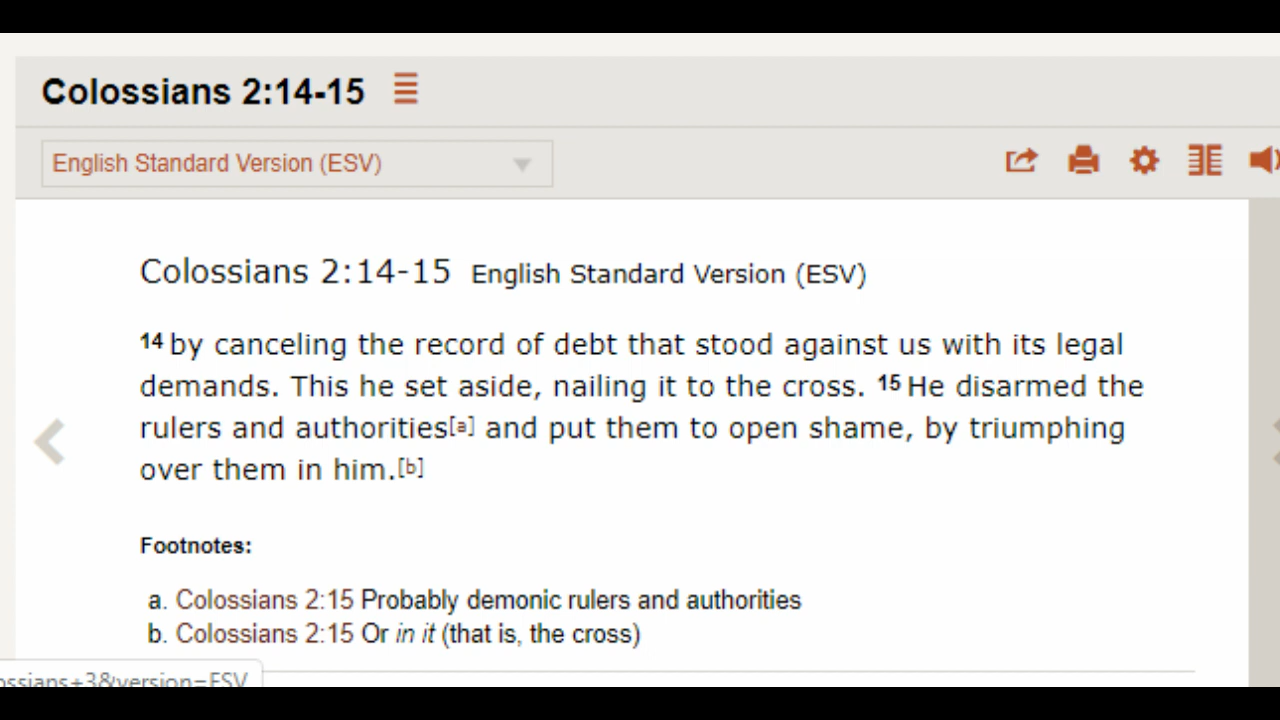 Colossians 2:14-15
English Standard Version (ESV)
Colossians 2:14-15 English Standard Version (ESV)
14 by canceling the record of debt that stood against us with its legal
demands. This he set aside, nailing it to the cross. 15 He disarmed the
rulers and authorities[a] and put them to open shame, by triumphing
over them in him.[b]
Footnotes:
a. Colossians 2:15 Probably demonic rulers and authorities
b. Colossians 2:15 Or in it (that is, the cross)
ossians+3&version=ESV